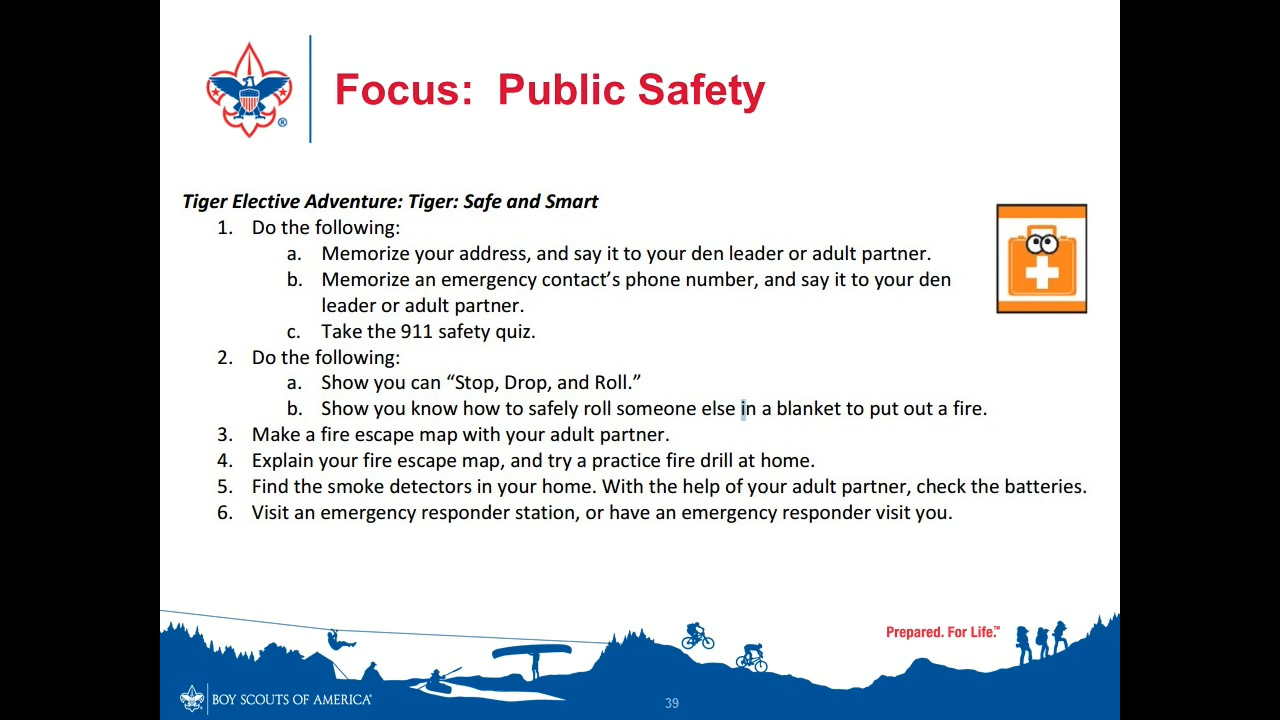 Focus:  Public Safety
®
Tiger Elective Adventure: Tiger: Safe and Smart
1. Do the following:
a. Memorize your address, and say it to your den leader or adult partner.
b. Memorize an emergency contact’s phone number, and say it to your den
leader or adult partner.
c. Take the 911 safety quiz.
2. Do the following:
a. Show you can “Stop, Drop, and Roll.”
b. Show you know how to safely roll someone else in a blanket to put out a fire.
3. Make a fire escape map with your adult partner.
4. Explain your fire escape map, and try a practice fire drill at home.
5. Find the smoke detectors in your home. With the help of your adult partner, check the batteries.
6. Visit an emergency responder station, or have an emergency responder visit you.
Prepared. For Life.™
BOY SCOUTS OF AMERICA®
39